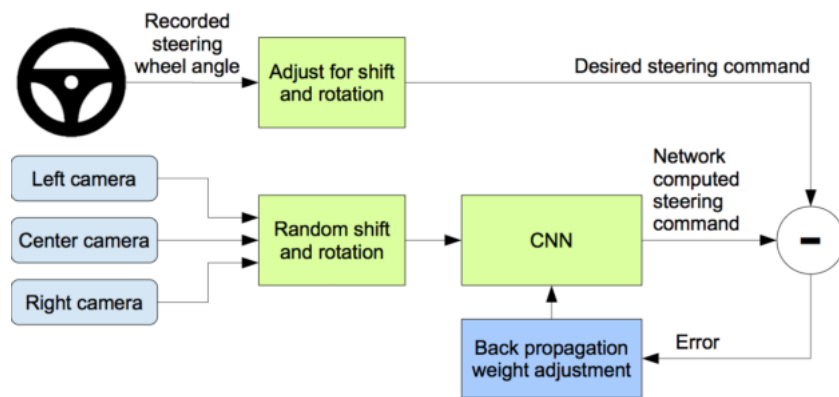 Recorded
steering
wheel angle
Adjust for shift
and rotation
Desired steering command
Left camera
Center camera
Right camera
Random shift
and rotation
CNN
Network
computed
steering
command
-
Back propagation
weight adjustment
Error